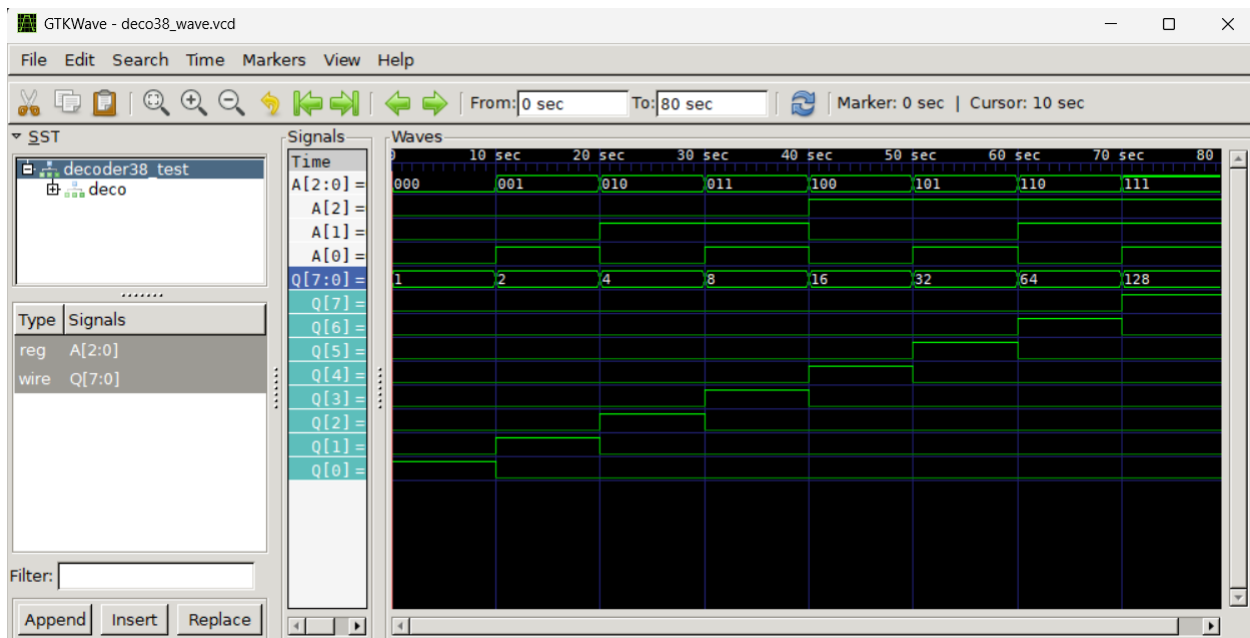 GTKWave - deco38_wave.vcd
File Edit Search Time Markers View Help
From: 0 sec To: 80 sec Marker: 0 sec | Cursor: 10 sec
SST
decoder38_test
deco
Type Signals
reg A[2:0]
wire Q[7:0]
Filter:
Append Insert Replace
Signals
Time
A[2:0] =
A[2] =
A[1] =
A[0] =
Q[7:0] =
Q[7] =
Q[6] =
Q[5] =
Q[4] =
Q[3] =
Q[2] =
Q[1] =
Q[0] =
Waves
10 sec 20 sec 30 sec 40 sec 50 sec 60 sec 70 sec 80
000 001 010 011 100 101 110 111
1 2 4 8 16 32 64 128